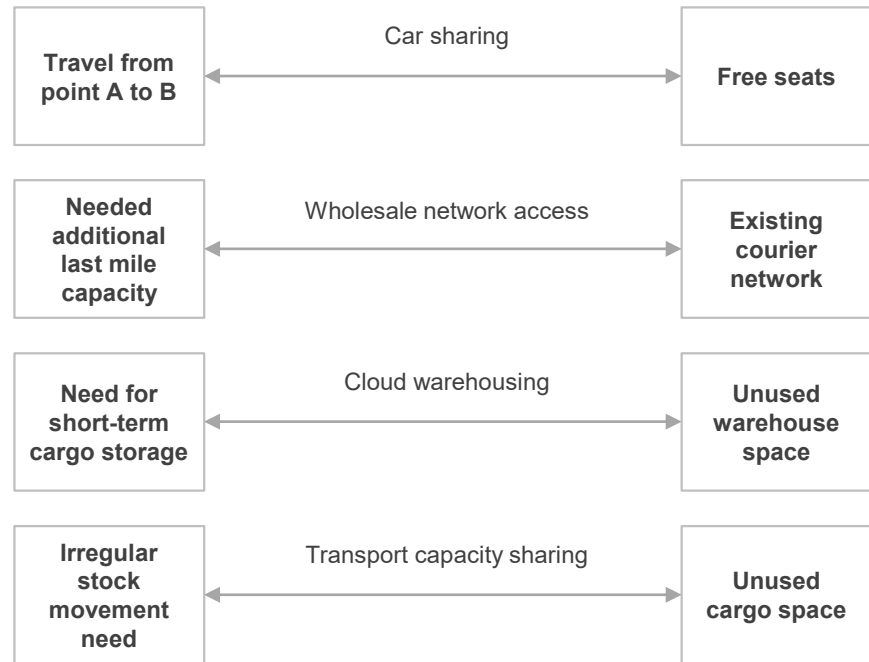 Car sharing
Travel from
point A to B
Free seats
Wholesale network access
Needed
additional
last mile
capacity
Existing
courier
network
Cloud warehousing
Need for
short-term
cargo storage
Unused
warehouse
space
Transport capacity sharing
Irregular
stock
movement
need
Unused
cargo space